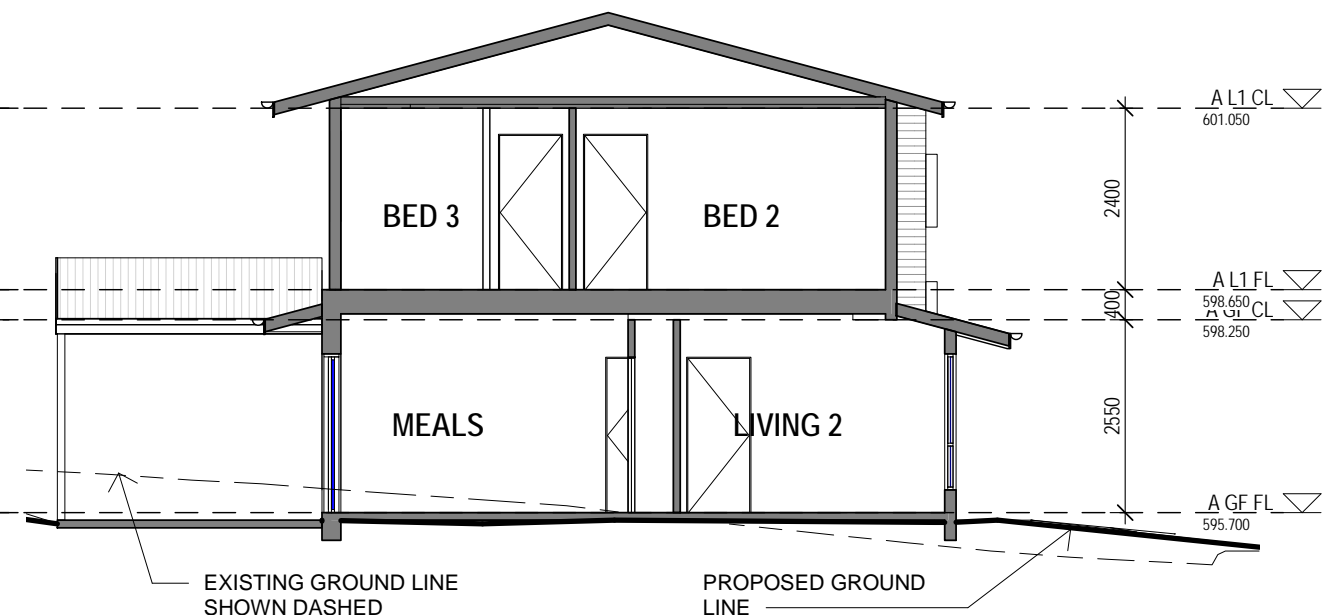 A L1 CL
601.050
2400
BED 3
BED 2
A L1 FL
598.650
400
A GF CL
598.250
2550
MEALS
LIVING 2
A GF FL
595.700
EXISTING GROUND LINE
SHOWN DASHED
PROPOSED GROUND
LINE